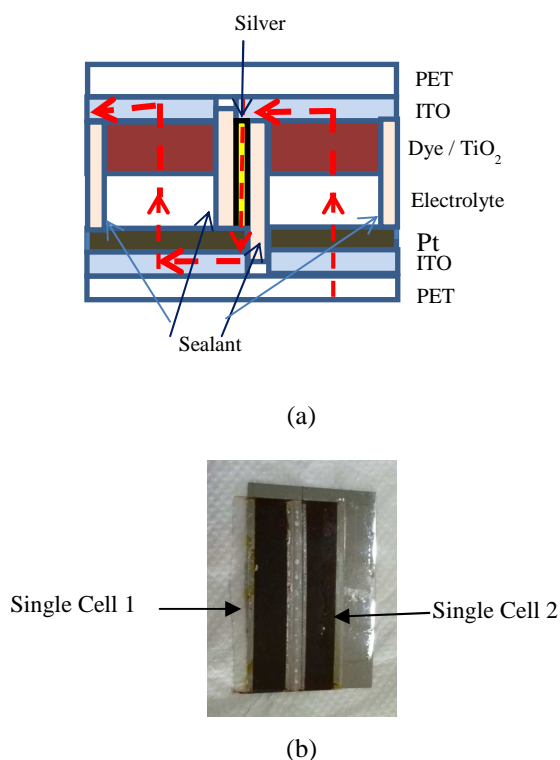 Silver
PET
ITO
Dye / TiO₂
Electrolyte
Pt
ITO
PET
Sealant
(a)
Single Cell 1
Single Cell 2
(b)